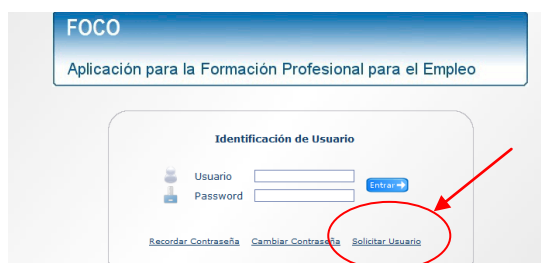 FOCO
Aplicación para la Formación Profesional para el Empleo
Identificación de Usuario
Usuario
Entrar
Password
Recordar Contraseña Cambiar Contraseña Solicitar Usuario